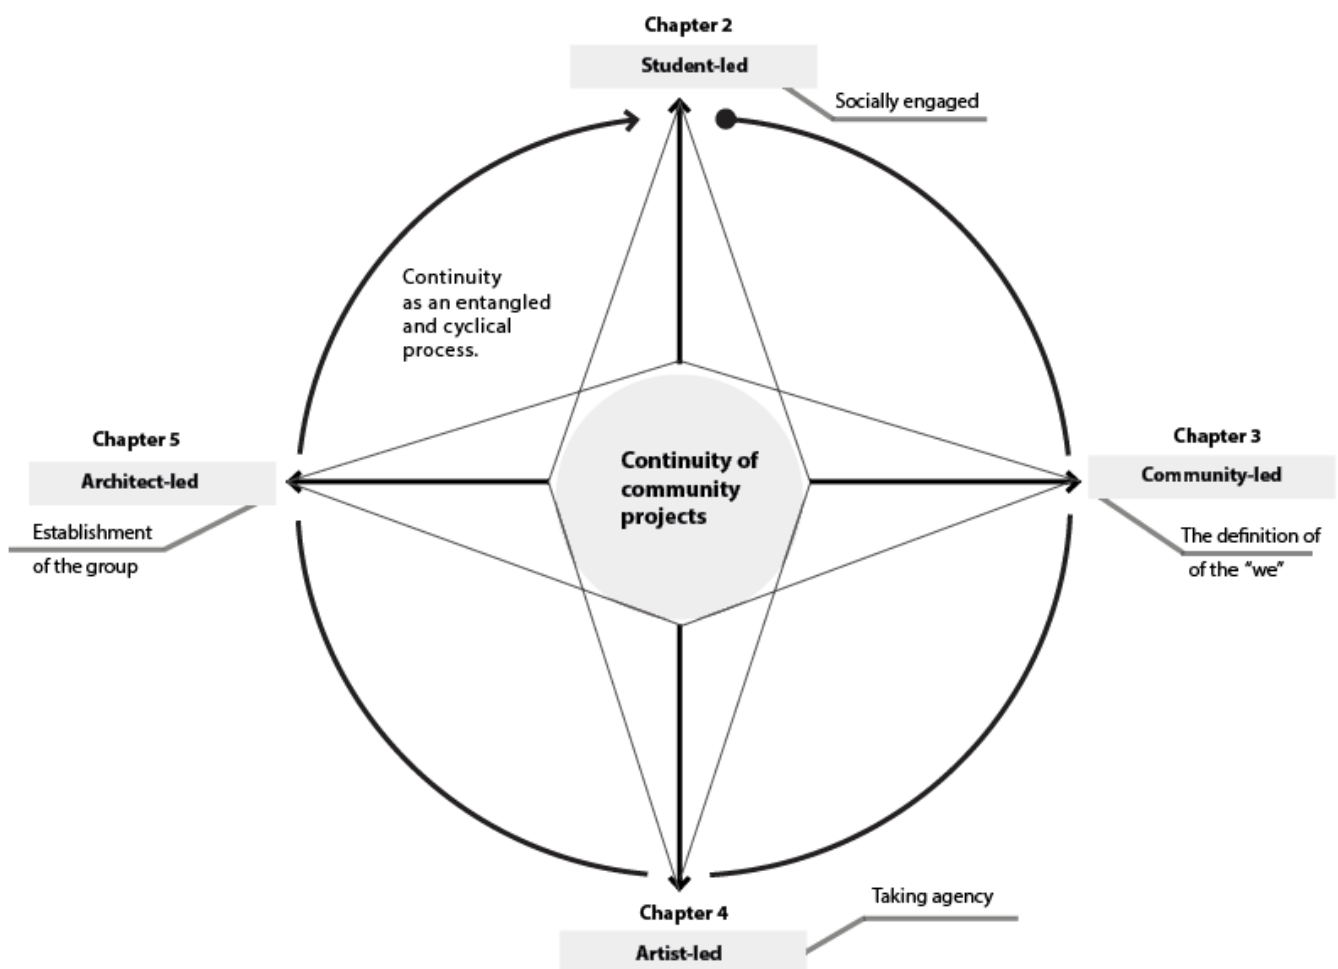 Chapter 2
Student-led
Socially engaged
Continuity
as an entangled
and cyclical
process.
Chapter 5
Architect-led
Establishment
of the group
Continuity of
community
projects
Chapter 3
Community-led
The definition of
of the “we”
Taking agency
Chapter 4
Artist-led